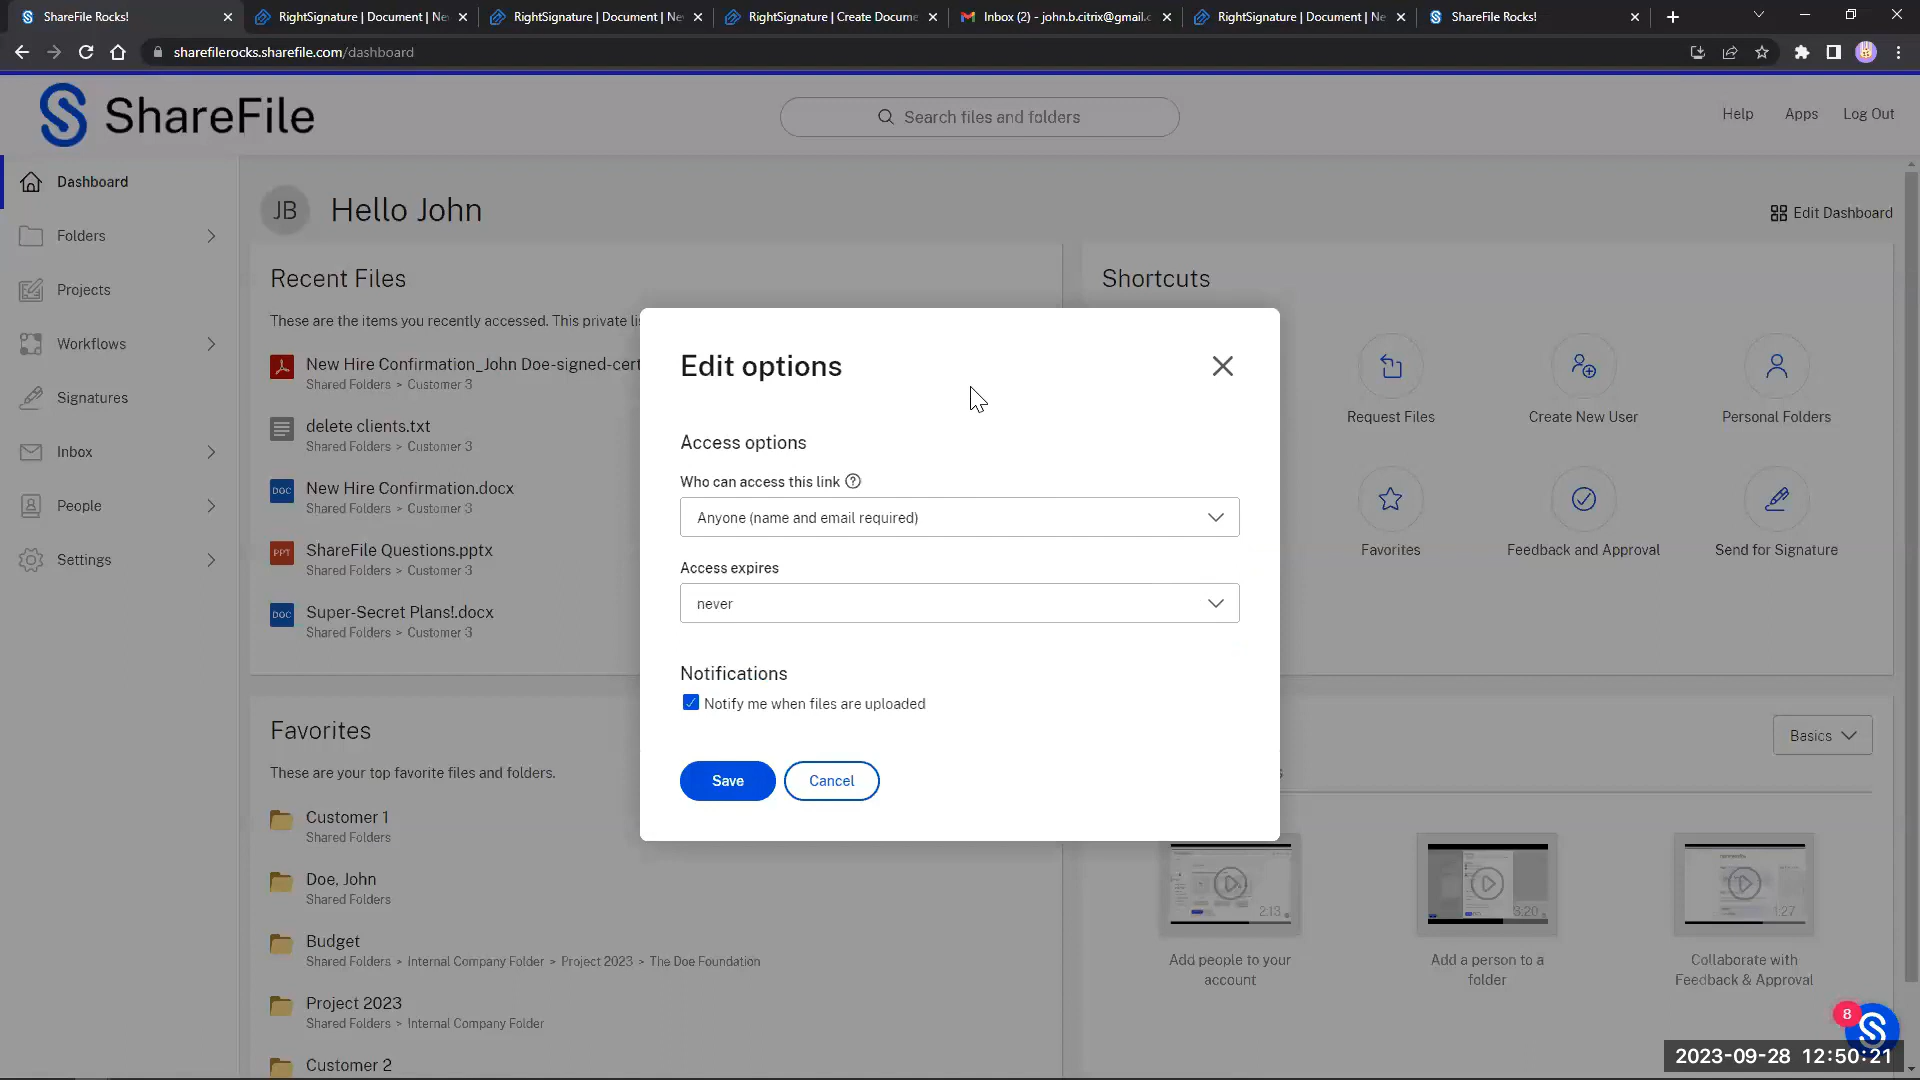 ShareFile Rocks!
RightSignature | Document | Ne
RightSignature | Document | Ne
RightSignature | Create Docume
Inbox (2) - john.b.citrix@gmail.c
RightSignature | Document | Ne
ShareFile Rocks!
sharefilerocks.sharefile.com/dashboard
ShareFile
Search files and folders
Help
Apps
Log Out
Dashboard
Folders
Projects
Workflows
Signatures
Inbox
People
Settings
JB
Hello John
Edit Dashboard
Recent Files
These are the items you recently accessed. This private li
New Hire Confirmation_John Doe-signed-cert
Shared Folders > Customer 3
delete clients.txt
Shared Folders > Customer 3
DOC
New Hire Confirmation.docx
Shared Folders > Customer 3
PPT
ShareFile Questions.pptx
Shared Folders > Customer 3
DOC
Super-Secret Plans!.docx
Shared Folders > Customer 3
Shortcuts
Request Files
Create New User
Personal Folders
Favorites
Feedback and Approval
Send for Signature
Edit options
Access options
Who can access this link
Anyone (name and email required)
Access expires
never
Notifications
Notify me when files are uploaded
Save
Cancel
Favorites
These are your top favorite files and folders.
Customer 1
Shared Folders
Doe, John
Shared Folders
Budget
Shared Folders > Internal Company Folder > Project 2023 > The Doe Foundation
Project 2023
Shared Folders > Internal Company Folder
Customer 2
Basics
2:13
3:20
1:27
Add people to your
account
Add a person to a
folder
Collaborate with
Feedback & Approval
8
2023-09-28 12:50:21